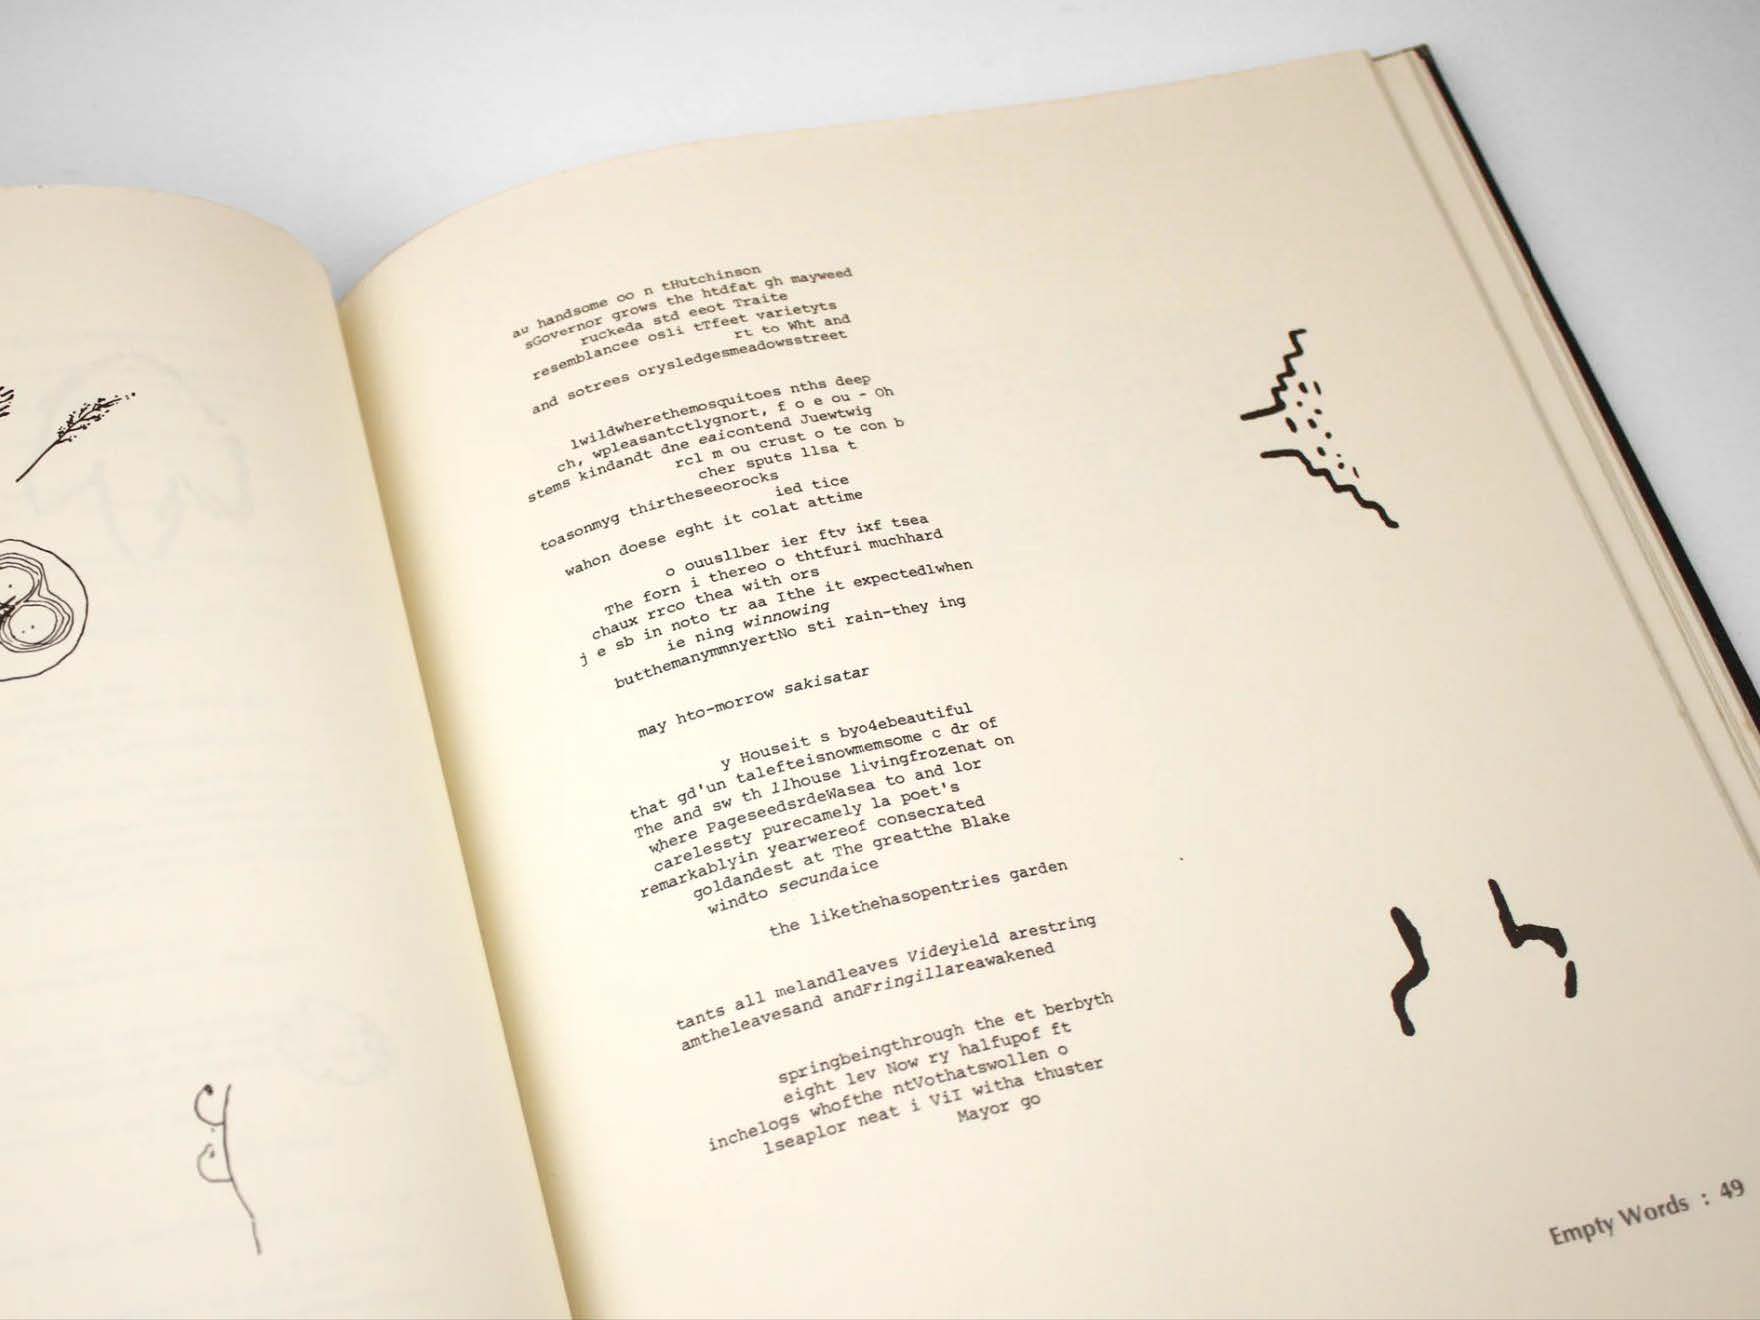 au handsome oo n tHutchinson
sGovernor grows the htdfat gh mayweed
ruckeda std eeot Traite
resemblancee osli tTfeet varietyts
rt to Wht and
and sotrees orysledgesmeadowsstreet
lwildwherethemosquitoes nths deep
ch, wpleasantctlygnort, f o e ou - Oh
stems kindandt dne eaicontend Juewtwig
rcl m ou crust o te con b
cher sputs llsa t
toasonmyg thirtheseeorocks
ied tice
wahon doese eght it colat attime
o ouusllber ier ftv ixf tsea
The forn i thereo o thtfuri muchhard
chaux rrco thea with ors
j e sb in noto tr aa Ithe it expectedlwhen
ie ning winnowing
butthemanymmnyertNo sti rain-they ing
may hto-morrow sakisatar
y Houseit s byo4ebeautiful
that gd'un talefteisnowmemsome c dr of
The and sw th llhouse livingfrozenat on
where PageseedsrdeWasea to and lor
carelessty purecamely la poet's
remarkablyin yearwereof consecrated
goldandest at The greatthe Blake
windto secundaice
the likethehasopentries garden
tants all melandleaves Videyield arestring
amtheleavesand andFringillareawakened
springbeingthrough the et berbyth
eight lev Now ry halfupof ft
inchelogs whofthe ntVothatswollen o
lseaplor neat i ViI witha thuster
Mayor go
Empty Words : 49